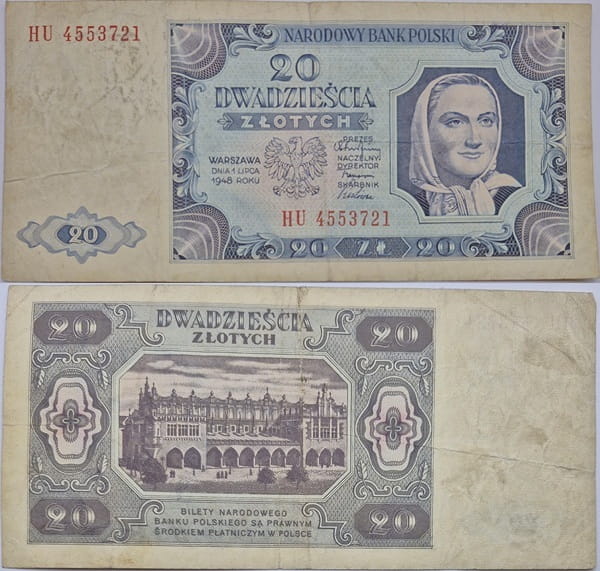 HU 4553721
NARODOWY BANK POLSKI
20
DWADZIEŚCIA
ZŁOTYCH
WARSZAWA
DNIA 1 LIPCA
1948 ROKU
PREZES
NACZELNY
DYREKTOR
SKARBNIK
HU 4553721
20
20 ZŁ 20
20
DWADZIEŚCIA
ZŁOTYCH
20
20
BILETY NARODOWEGO
BANKU POLSKIEGO SĄ PRAWNYM
ŚRODKIEM PŁATNICZYM W POLSCE
20